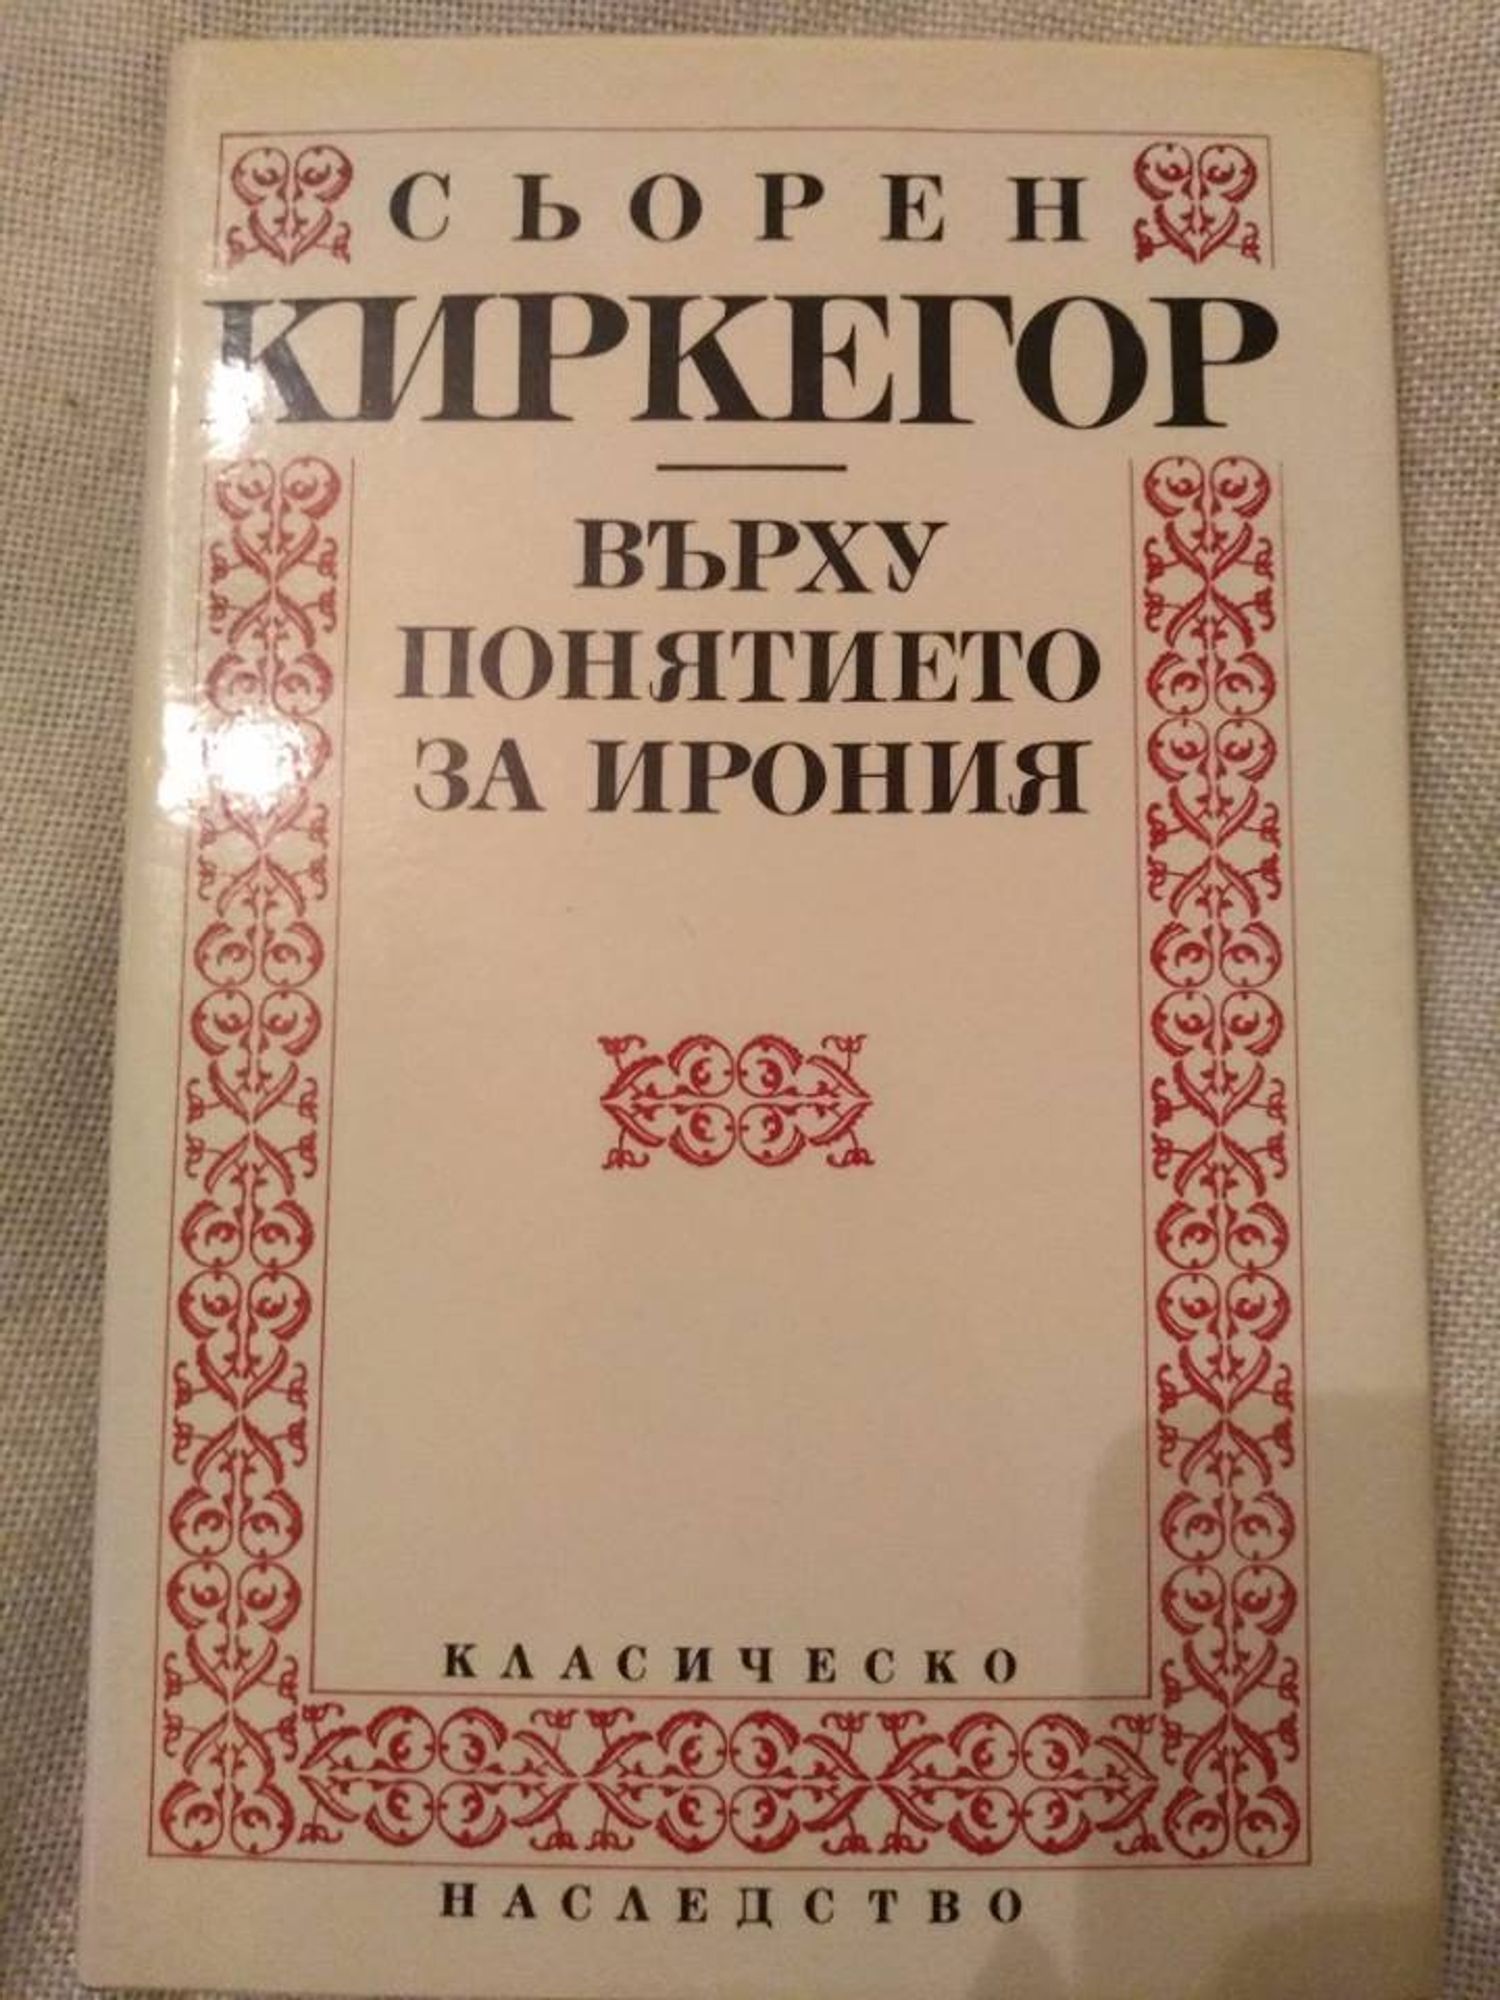 СЬОРЕН
КИРКЕГОР
ВЪРХУ
ПОНЯТИЕТО
ЗА ИРОНИЯ
КЛАСИЧЕСКО
НАСЛЕДСТВО